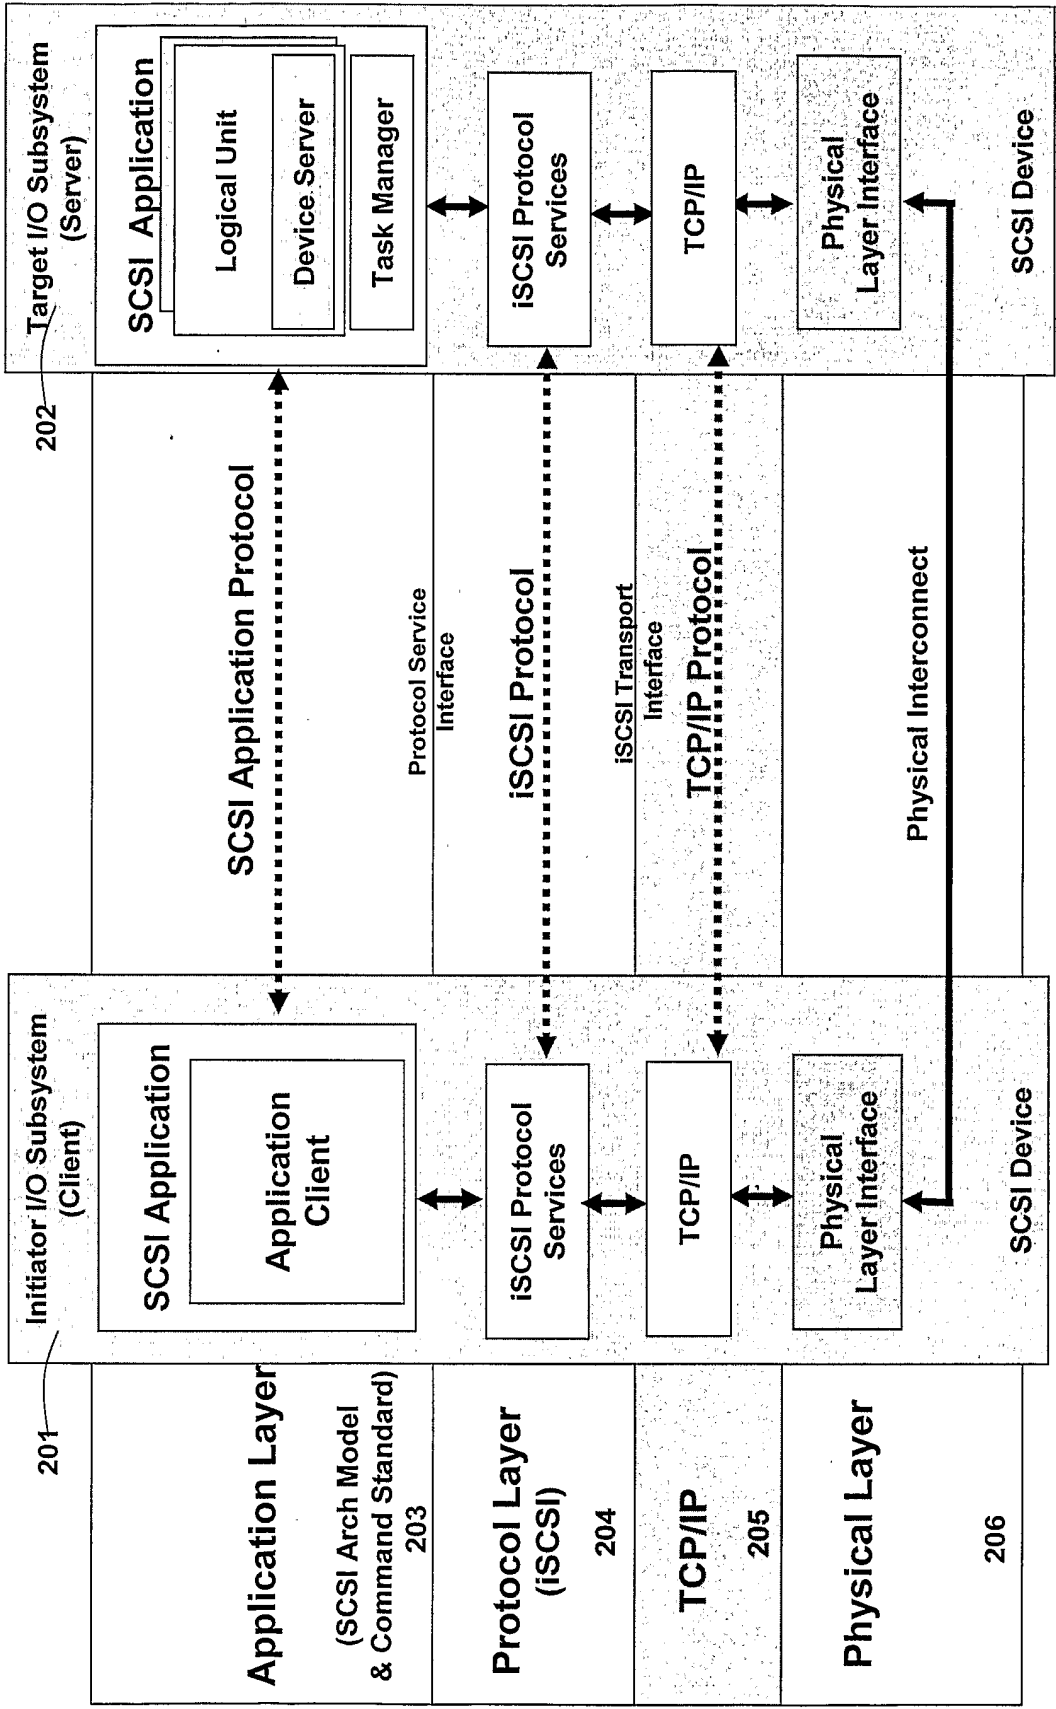 201
Initiator I/O Subsystem
(Client)
202
Target I/O Subsystem
(Server)
Application Layer
(SCSI Arch Model
& Command Standard)
203
SCSI Application
Application
Client
SCSI Application Protocol
SCSI Application
Logical Unit
Device Server
Task Manager
Protocol Service
Interface
Protocol Layer
(iSCSI)
204
iSCSI Protocol
Services
iSCSI Protocol
iSCSI Protocol
Services
iSCSI Transport
Interface
TCP/IP
205
TCP/IP
TCP/IP Protocol
TCP/IP
Physical Layer
206
Physical
Layer Interface
Physical Interconnect
Physical
Layer Interface
SCSI Device
SCSI Device